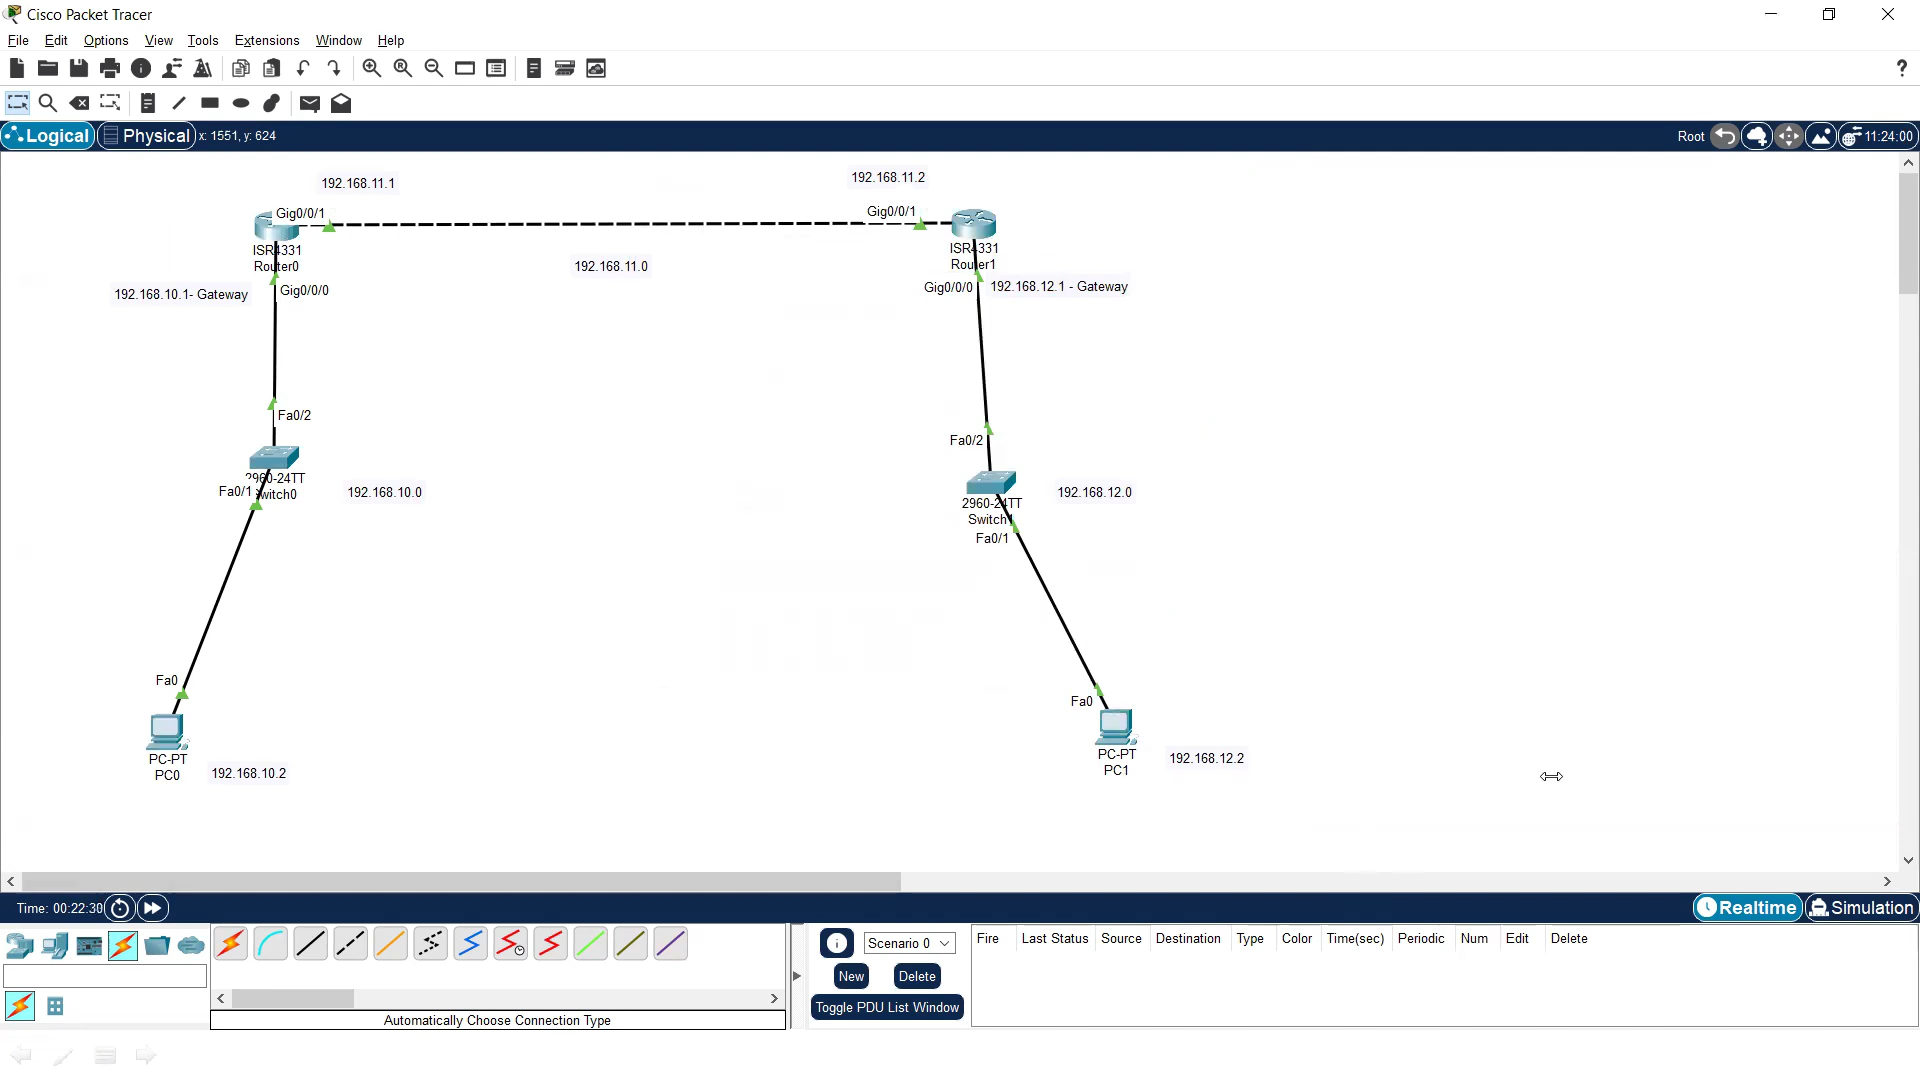 Cisco Packet Tracer
File Edit Options View Tools Extensions Window Help
?
Logical Physical x: 1551, y: 624
Root 11:24:00
192.168.11.1
192.168.11.2
Gig0/0/1
Gig0/0/1
ISR4331
Router0
ISR4331
Router1
192.168.11.0
192.168.10.1- Gateway
Gig0/0/0
Gig0/0/0
192.168.12.1 - Gateway
Fa0/2
Fa0/2
2960-24TT
Switch0
Fa0/1
192.168.10.0
2960-24TT
Switch1
Fa0/1
192.168.12.0
Fa0
Fa0
PC-PT
PC0
192.168.10.2
PC-PT
PC1
192.168.12.2
Time: 00:22:30
Realtime Simulation
Scenario 0
New Delete
Toggle PDU List Window
Fire Last Status Source Destination Type Color Time(sec) Periodic Num Edit Delete
Automatically Choose Connection Type